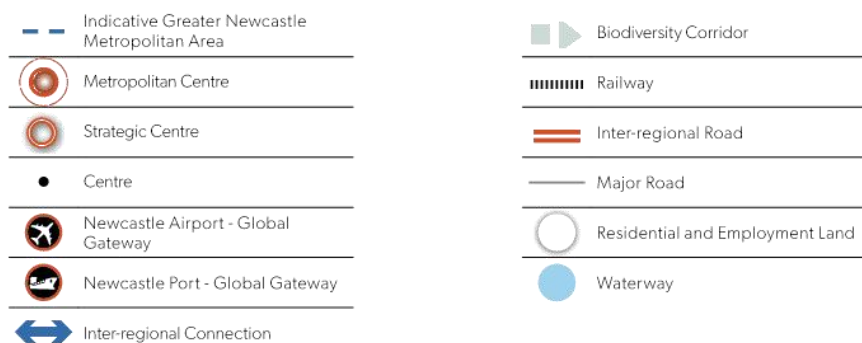 Indicative Greater Newcastle
Metropolitan Area
Metropolitan Centre
Strategic Centre
Centre
Newcastle Airport - Global
Gateway
Newcastle Port - Global Gateway
Inter-regional Connection
Biodiversity Corridor
Railway
Inter-regional Road
Major Road
Residential and Employment Land
Waterway